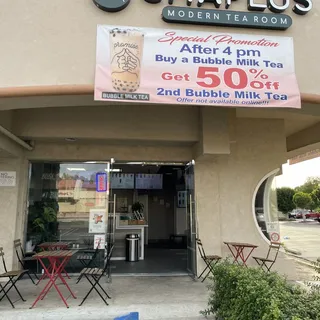 MODERN TEA ROOM
Special Promotion
After 4 pm
Buy a Bubble Milk Tea
Get 50% Off
2nd Bubble Milk Tea
Offer not available online!!
BUBBLE MILK TEA